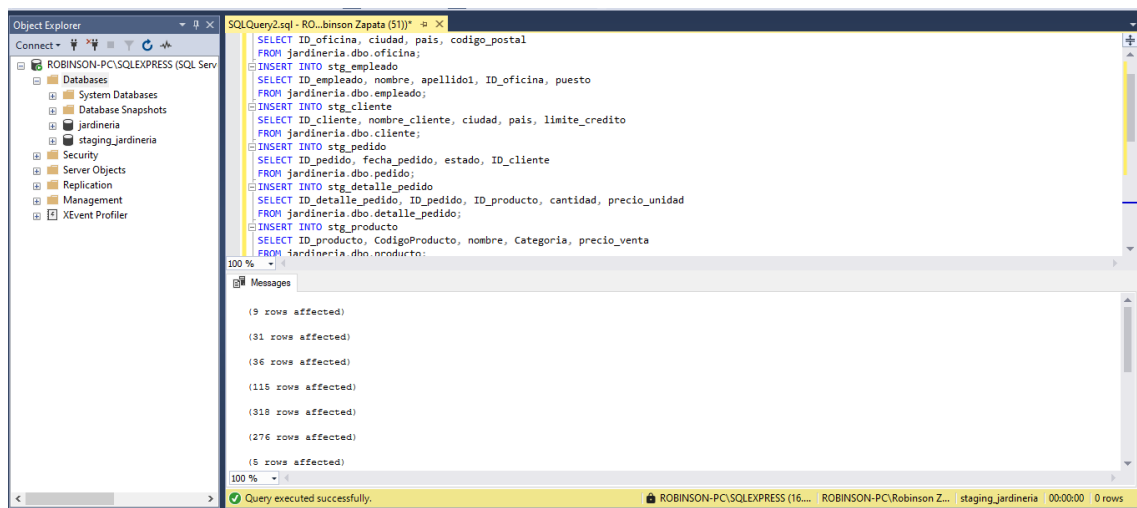 Object Explorer
Connect
ROBINSON-PC\SQLEXPRESS (SQL Serv
Databases
System Databases
Database Snapshots
jardineria
staging_jardineria
Security
Server Objects
Replication
Management
XEvent Profiler
SQLQuery2.sql - RO...binson Zapata (51))*
SELECT ID_oficina, ciudad, pais, codigo_postal
FROM jardineria.dbo.oficina;
INSERT INTO stg_empleado
SELECT ID_empleado, nombre, apellido1, ID_oficina, puesto
FROM jardineria.dbo.empleado;
INSERT INTO stg_cliente
SELECT ID_cliente, nombre_cliente, ciudad, pais, limite_credito
FROM jardineria.dbo.cliente;
INSERT INTO stg_pedido
SELECT ID_pedido, fecha_pedido, estado, ID_cliente
FROM jardineria.dbo.pedido;
INSERT INTO stg_detalle_pedido
SELECT ID_detalle_pedido, ID_pedido, ID_producto, cantidad, precio_unidad
FROM jardineria.dbo.detalle_pedido;
INSERT INTO stg_producto
SELECT ID_producto, CodigoProducto, nombre, Categoria, precio_venta
FROM jardineria.dbo.producto;
100 %
Messages
(9 rows affected)
(31 rows affected)
(36 rows affected)
(115 rows affected)
(318 rows affected)
(276 rows affected)
(5 rows affected)
100 %
Query executed successfully.
ROBINSON-PC\SQLEXPRESS (16.... ROBINSON-PC\Robinson Z... staging_jardineria 00:00:00 0 rows